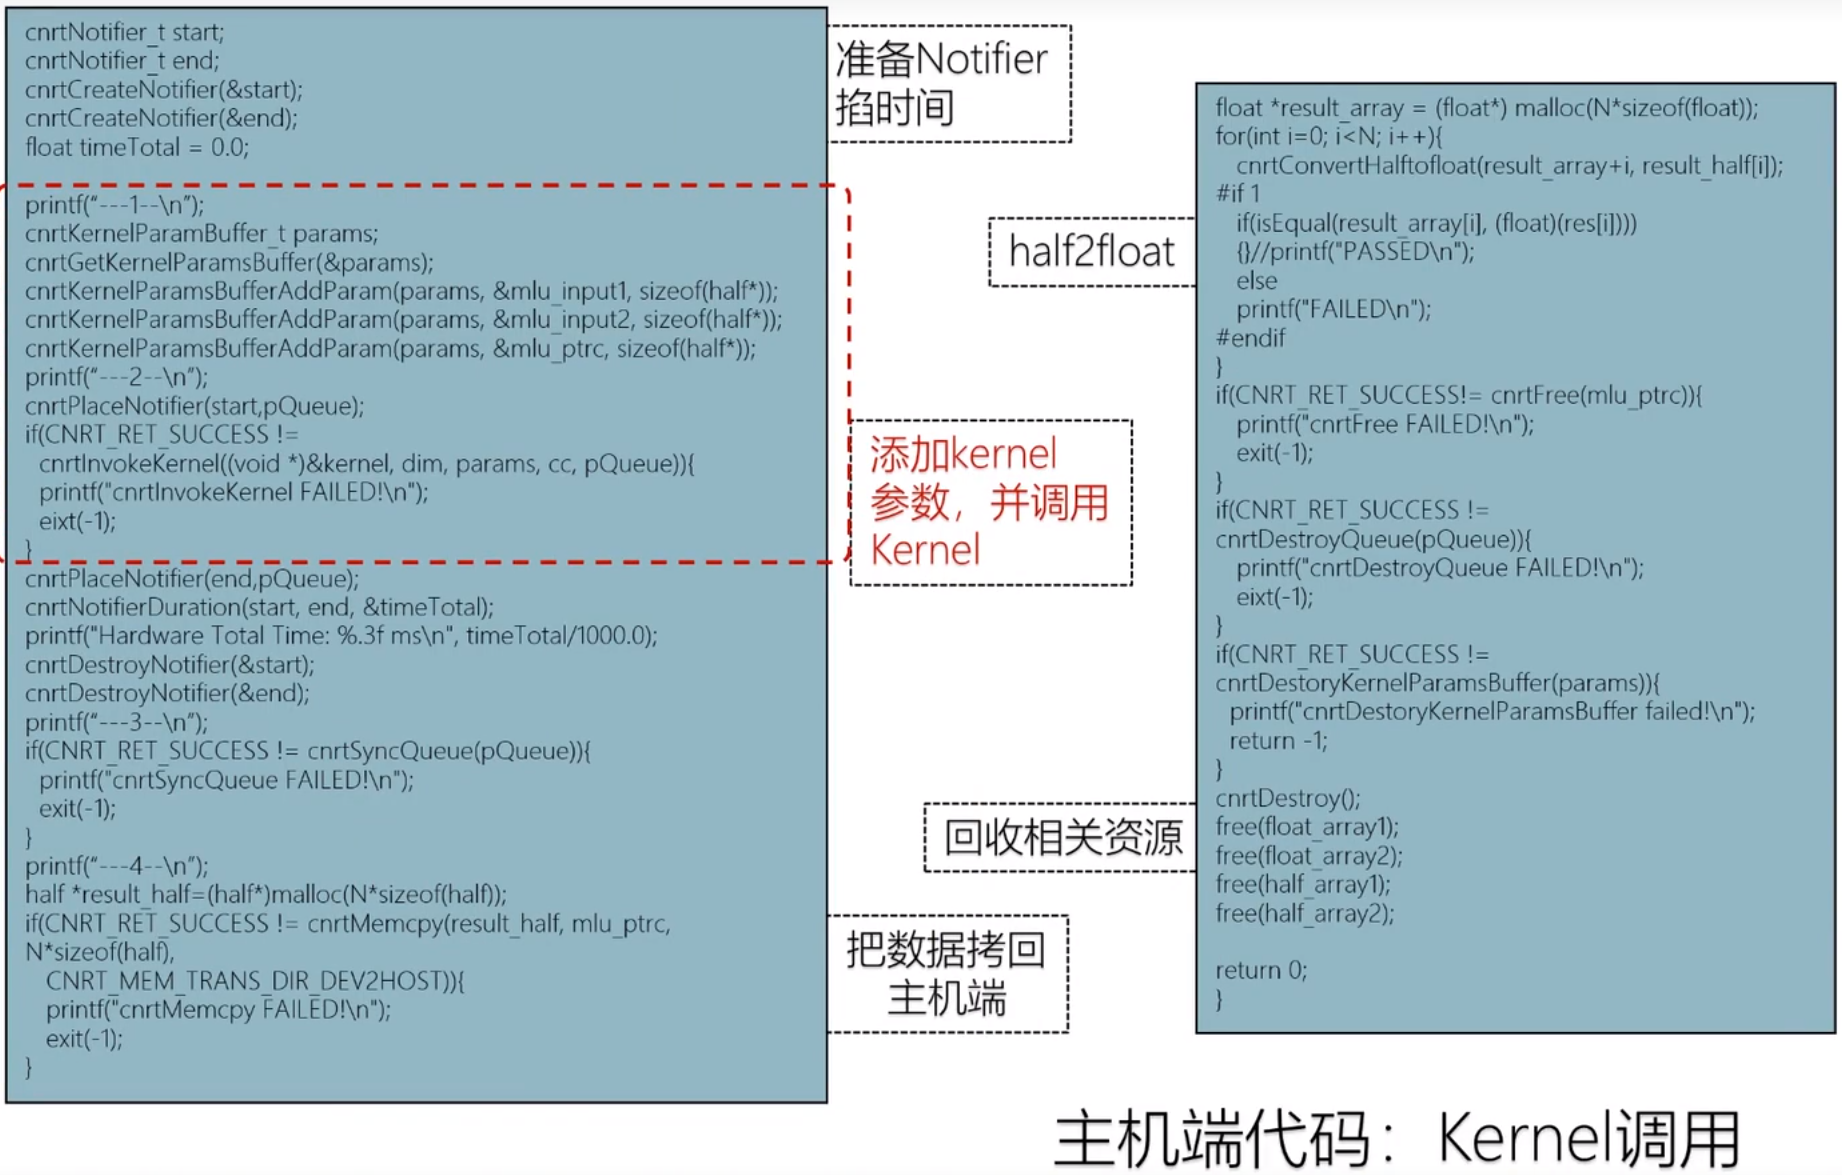 cnrtNotifier_t start;
cnrtNotifier_t end;
cnrtCreateNotifier(&start);
cnrtCreateNotifier(&end);
float timeTotal = 0.0;
printf(“---1--\n”);
cnrtKernelParamBuffer_t params;
cnrtGetKernelParamsBuffer(&params);
cnrtKernelParamsBufferAddParam(params, &mlu_input1, sizeof(half*));
cnrtKernelParamsBufferAddParam(params, &mlu_input2, sizeof(half*));
cnrtKernelParamsBufferAddParam(params, &mlu_ptrc, sizeof(half*));
printf(“---2--\n”);
cnrtPlaceNotifier(start,pQueue);
if(CNRT_RET_SUCCESS !=
cnrtInvokeKernel((void *)&kernel, dim, params, cc, pQueue)){
printf("cnrtInvokeKernel FAILED!\n");
eixt(-1);
}
cnrtPlaceNotifier(end,pQueue);
cnrtNotifierDuration(start, end, &timeTotal);
printf("Hardware Total Time: %.3f ms\n", timeTotal/1000.0);
cnrtDestroyNotifier(&start);
cnrtDestroyNotifier(&end);
printf(“---3--\n”);
if(CNRT_RET_SUCCESS != cnrtSyncQueue(pQueue)){
printf("cnrtSyncQueue FAILED!\n");
exit(-1);
}
printf(“---4--\n”);
half *result_half=(half*)malloc(N*sizeof(half));
if(CNRT_RET_SUCCESS != cnrtMemcpy(result_half, mlu_ptrc,
N*sizeof(half),
CNRT_MEM_TRANS_DIR_DEV2HOST)){
printf("cnrtMemcpy FAILED!\n");
exit(-1);
}
准备Notifier
掐时间
添加kernel
参数，并调用
Kernel
把数据拷回
主机端
float *result_array = (float*) malloc(N*sizeof(float));
for(int i=0; i<N; i++){
cnrtConvertHalftofloat(result_array+i, result_half[i]);
#if 1
if(isEqual(result_array[i], (float)(res[i])))
{}//printf("PASSED\n");
else
printf("FAILED\n");
#endif
}
if(CNRT_RET_SUCCESS!= cnrtFree(mlu_ptrc)){
printf("cnrtFree FAILED!\n");
exit(-1);
}
if(CNRT_RET_SUCCESS !=
cnrtDestroyQueue(pQueue)){
printf("cnrtDestroyQueue FAILED!\n");
eixt(-1);
}
if(CNRT_RET_SUCCESS !=
cnrtDestoryKernelParamsBuffer(params)){
printf("cnrtDestoryKernelParamsBuffer failed!\n");
return -1;
}
cnrtDestroy();
free(float_array1);
free(float_array2);
free(half_array1);
free(half_array2);
return 0;
}
half2float
回收相关资源
主机端代码：Kernel调用